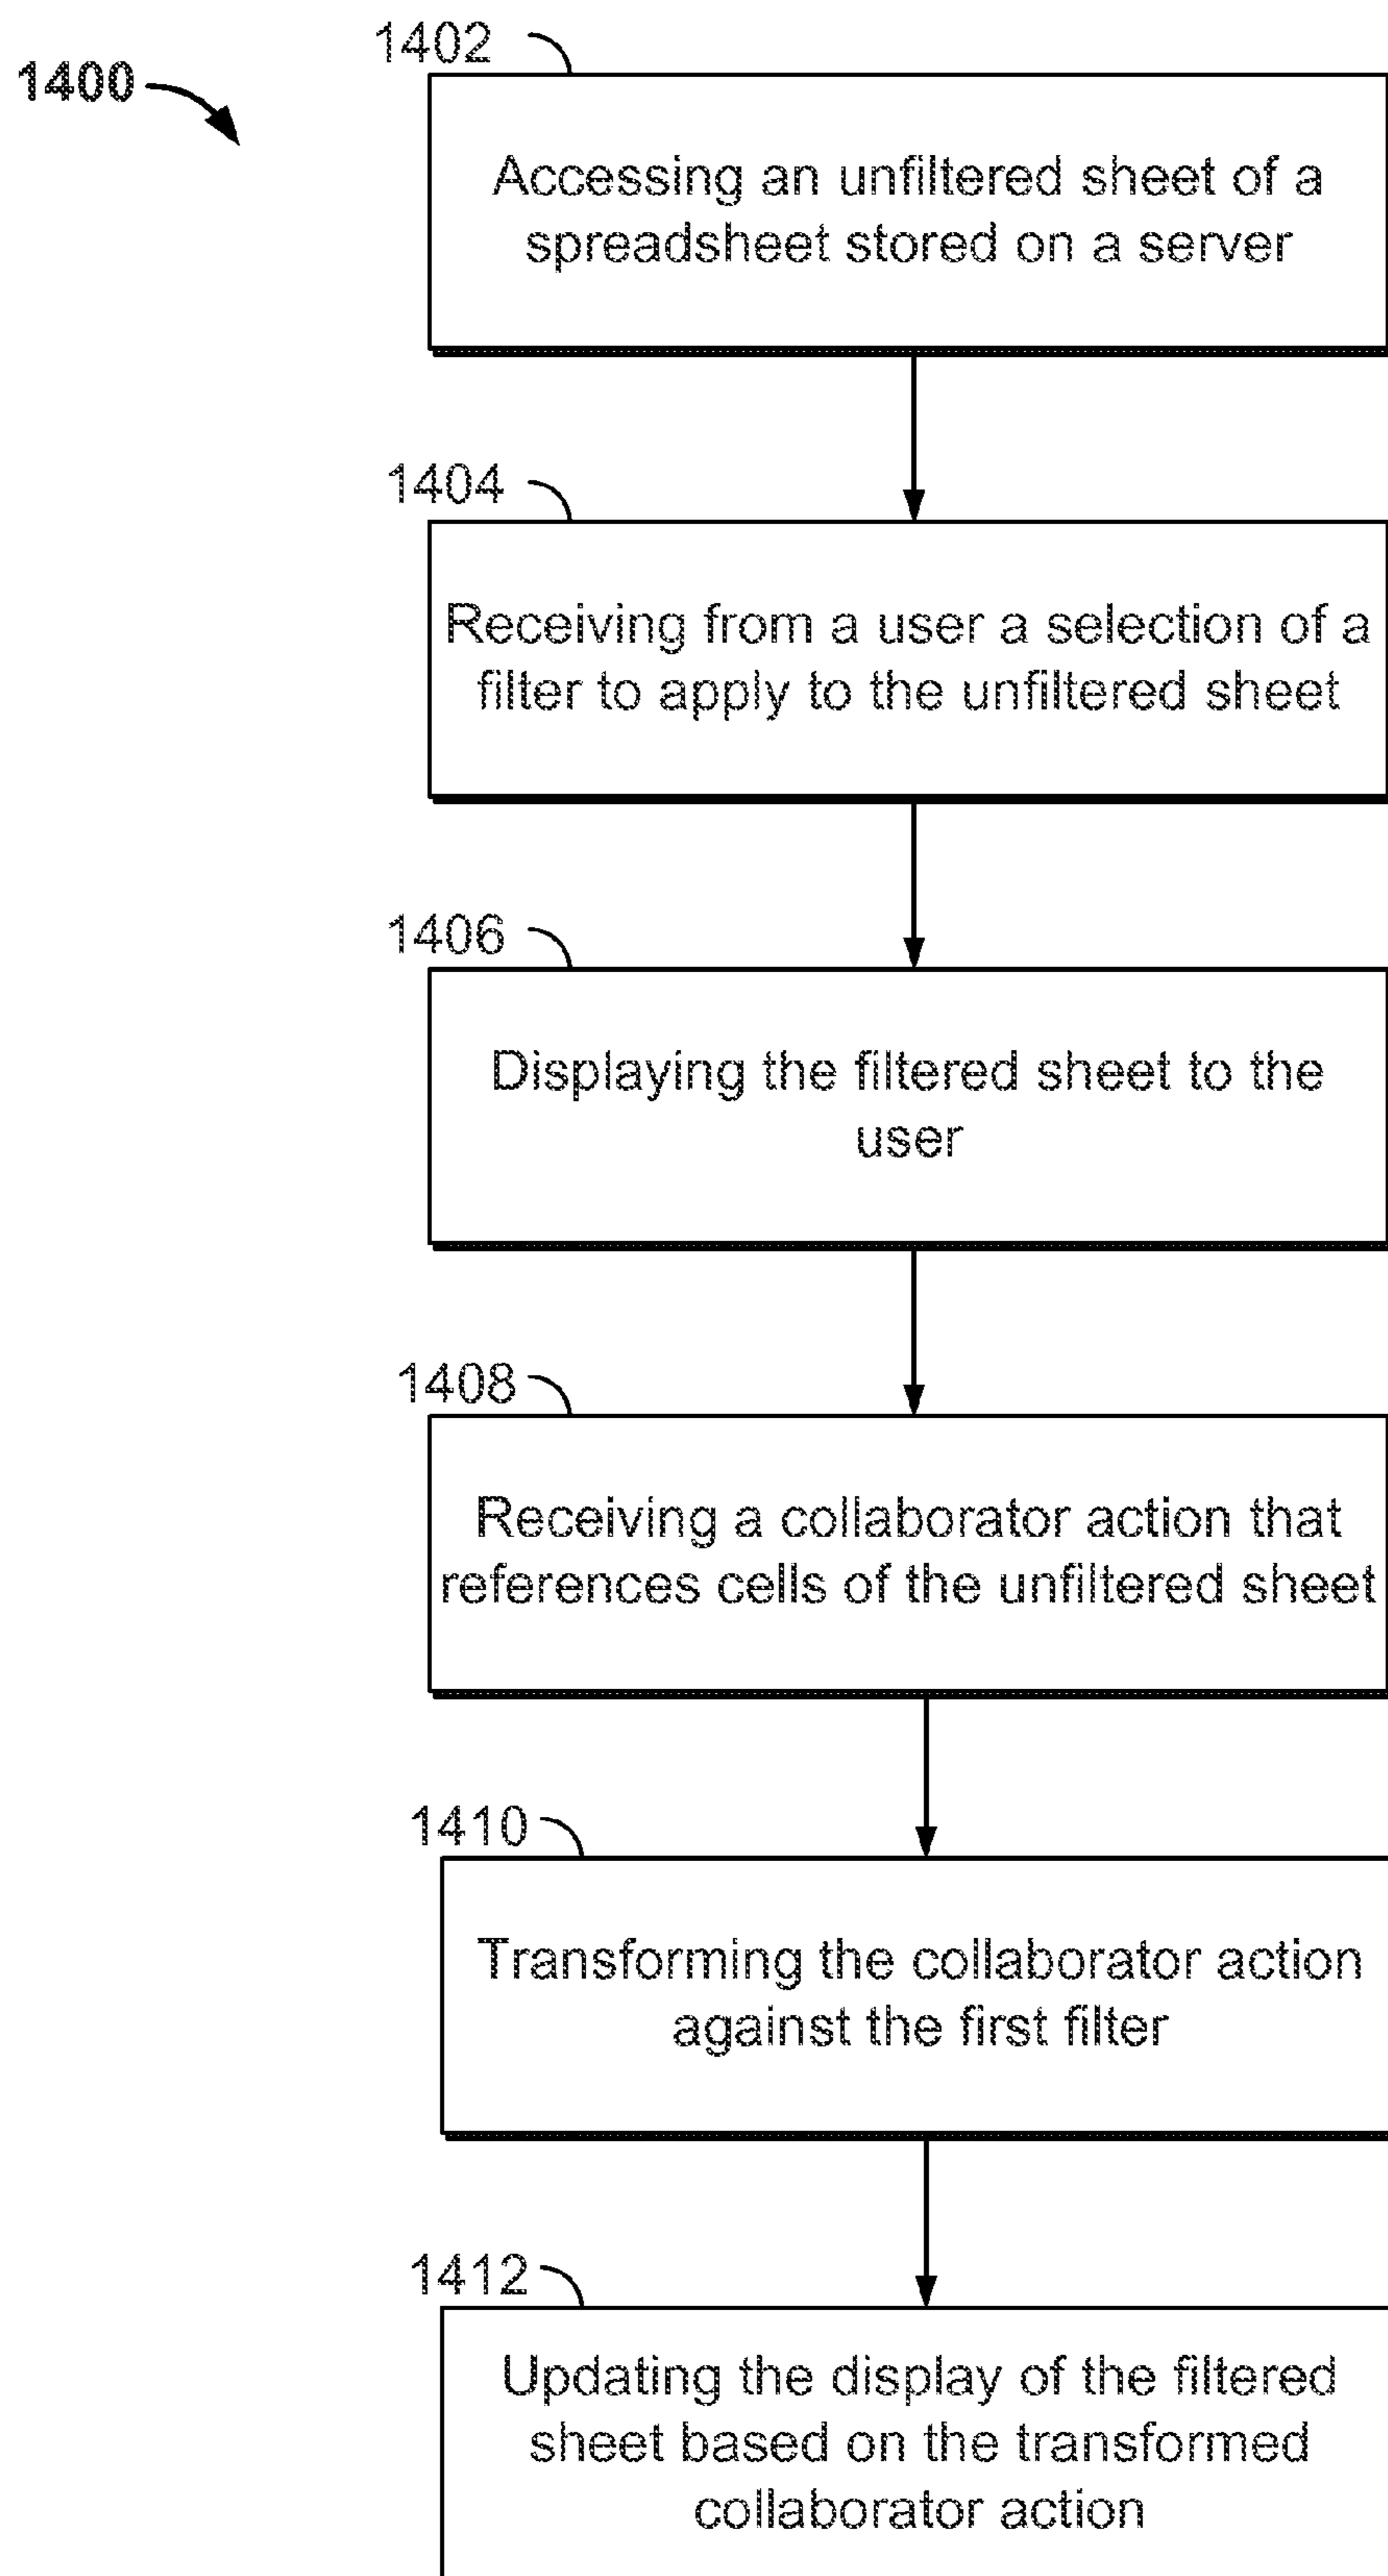 1400
1402
Accessing an unfiltered sheet of a
spreadsheet stored on a server
1404
Receiving from a user a selection of a
filter to apply to the unfiltered sheet
1406
Displaying the filtered sheet to the
user
1408
Receiving a collaborator action that
references cells of the unfiltered sheet
1410
Transforming the collaborator action
against the first filter
1412
Updating the display of the filtered
sheet based on the transformed
collaborator action